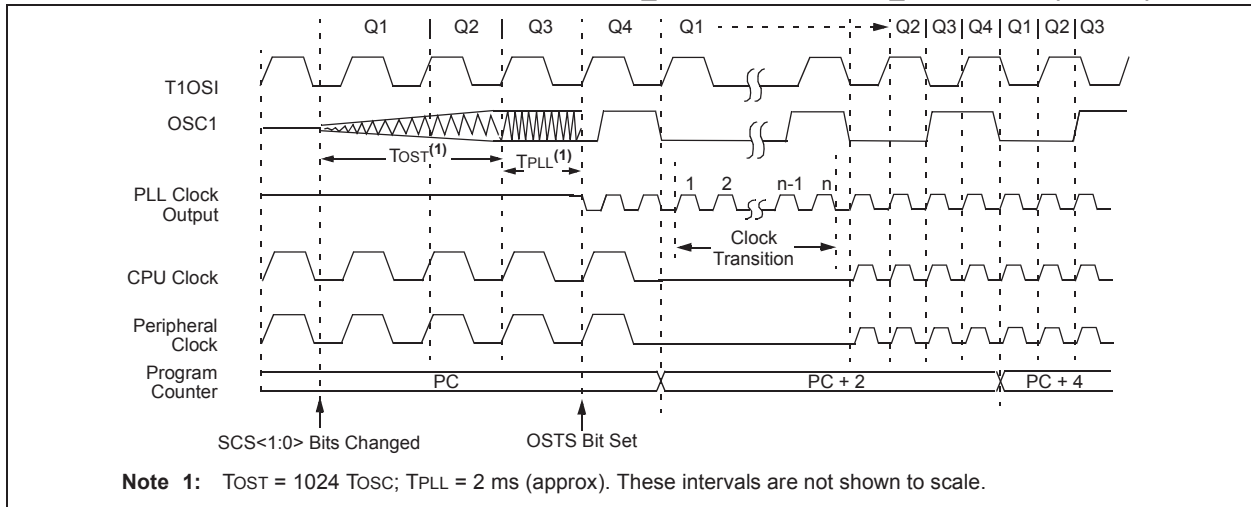 Q1 Q2 Q3 Q4 Q1 Q2 Q3 Q4 Q1 Q2 Q3
T1OSI
OSC1
TOST(1)
TPLL(1)
1 2 n-1 n
PLL Clock
Output
Clock
Transition
CPU Clock
Peripheral
Clock
Program
Counter
PC PC + 2 PC + 4
SCS<1:0> Bits Changed OSTS Bit Set
Note 1: TOST = 1024 TOSC; TPLL = 2 ms (approx). These intervals are not shown to scale.